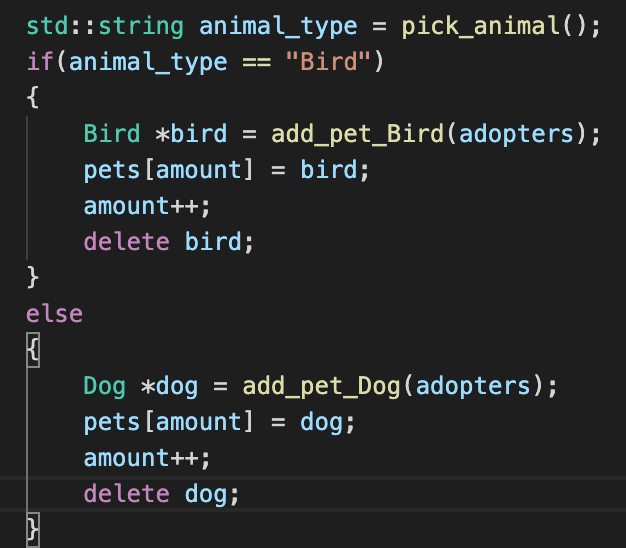 std::string animal_type = pick_animal();
if(animal_type == "Bird")
{
    Bird *bird = add_pet_Bird(adopters);
    pets[amount] = bird;
    amount++;
    delete bird;
}
else
{
    Dog *dog = add_pet_Dog(adopters);
    pets[amount] = dog;
    amount++;
    delete dog;
}